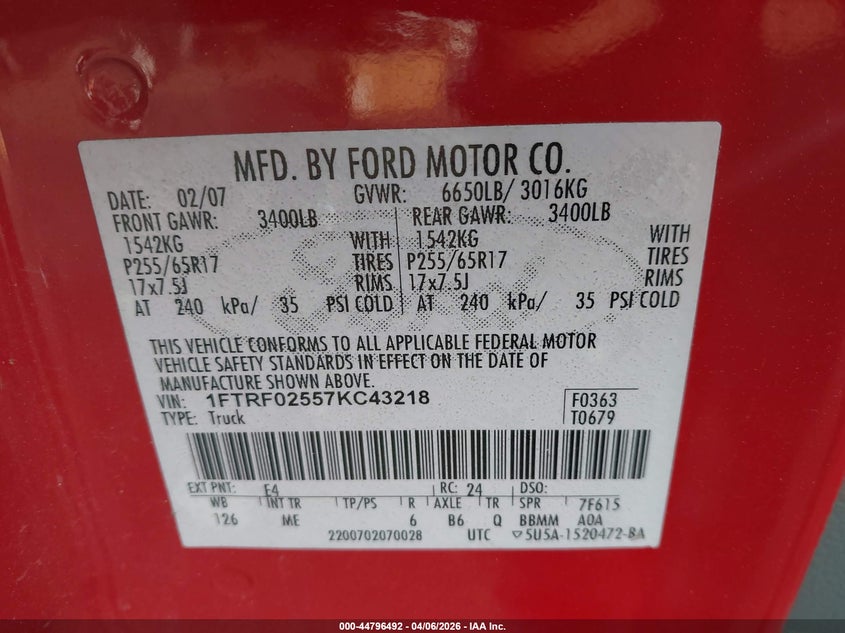 MFD. BY FORD MOTOR CO.
DATE: 02/07 GVWR: 6650LB/ 3016KG
FRONT GAWR: 3400LB REAR GAWR: 3400LB
1542KG WITH 1542KG WITH
P255/65R17 TIRES P255/65R17 TIRES
17x7.5J RIMS 17x7.5J RIMS
AT 240 kPa/ 35 PSI COLD AT 240 kPa/ 35 PSI COLD
THIS VEHICLE CONFORMS TO ALL APPLICABLE FEDERAL MOTOR
VEHICLE SAFETY STANDARDS IN EFFECT ON THE DATE OF
MANUFACTURE SHOWN ABOVE.
VIN: 1FTRF02557KC43218 F0363
TYPE: Truck T0679
EXT PNT: E4 RC: 24 DSO:
WB INT TR TP/PS R AXLE TR SPR 7F615
126 ME 6 B6 Q BBMM AOA
2200702070028 UTC ▽5U5A-1520472-BA
000-44796492 - 04/06/2026 - IAA Inc.